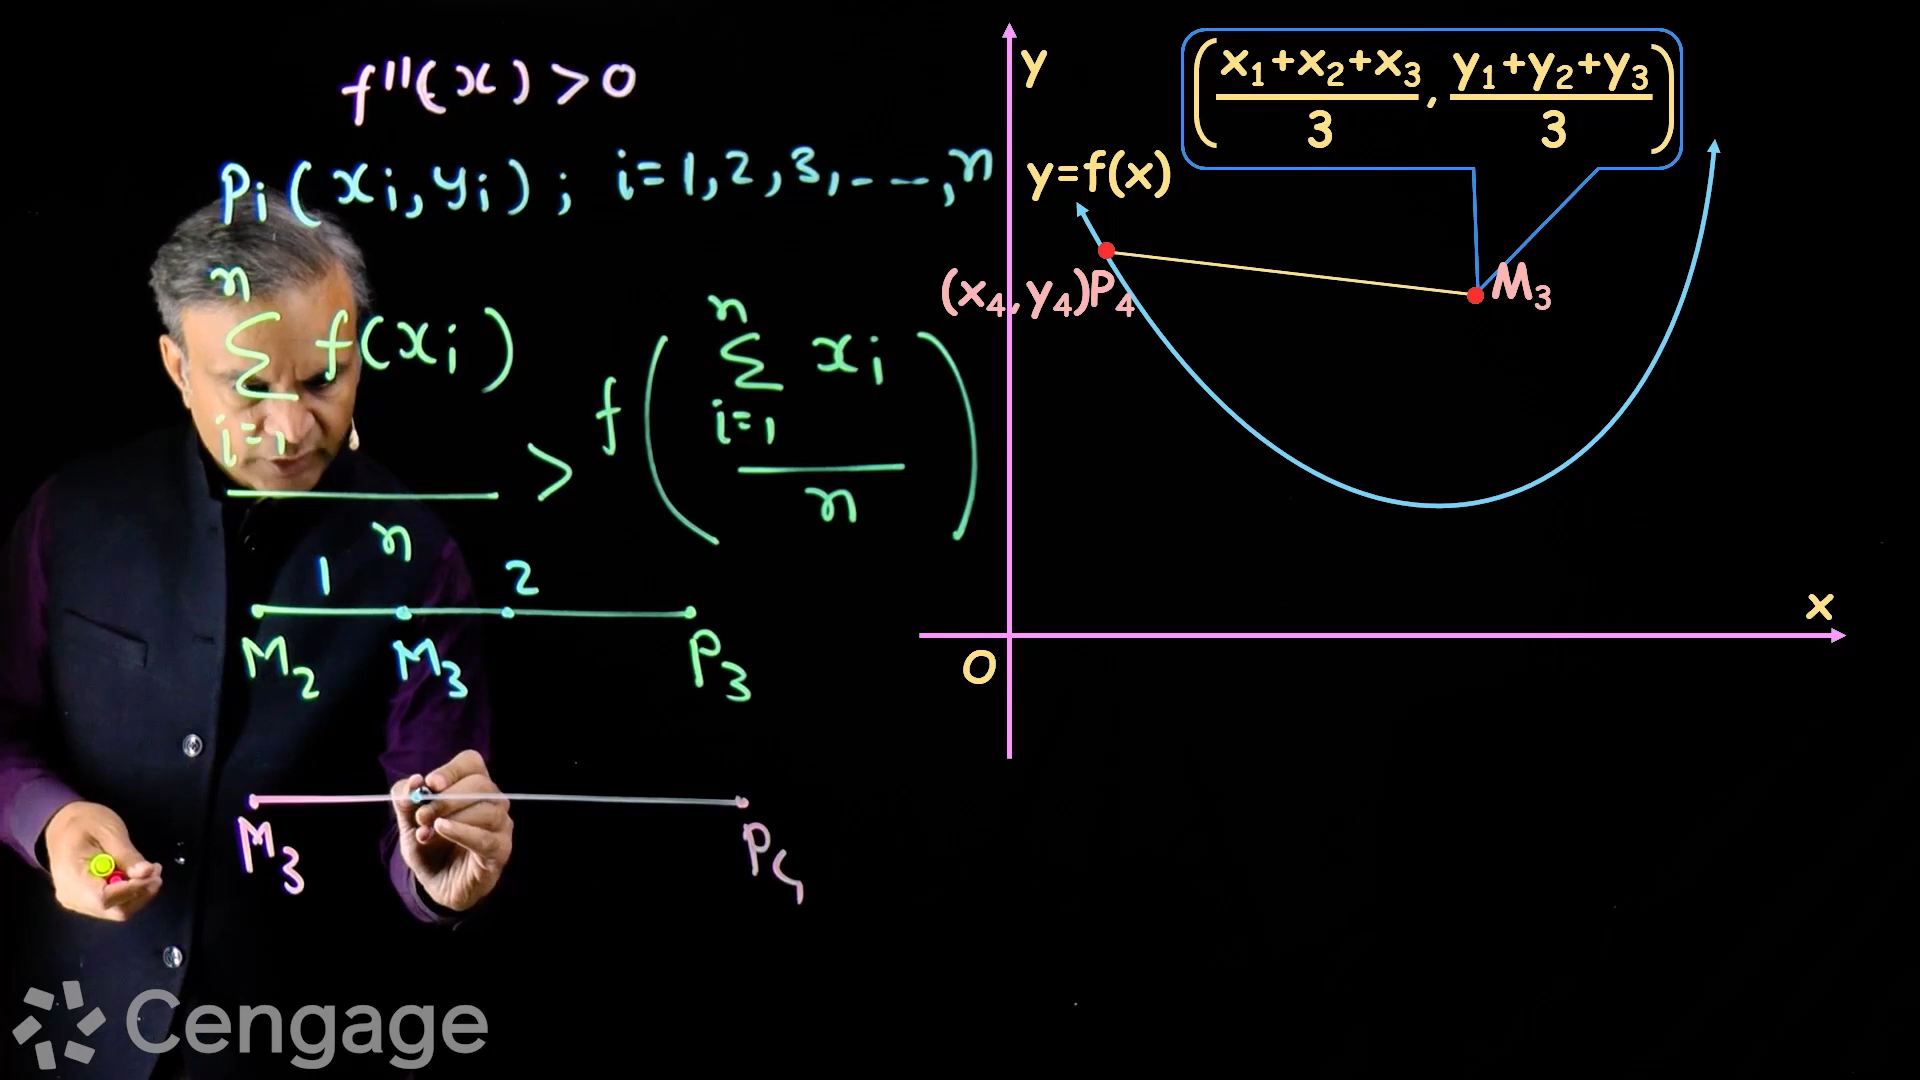 f''(x) > 0
Pi(xi, yi) ; i=1,2,3,---,n
n
Σ f(xi)
i=1
n
>
f( n
Σ xi
i=1
n )
1 2
M2 M3 P3
M3 P4
y
(x1+x2+x3/3, y1+y2+y3/3)
y=f(x)
(x4,y4)P4
M3
x
O
Cengage